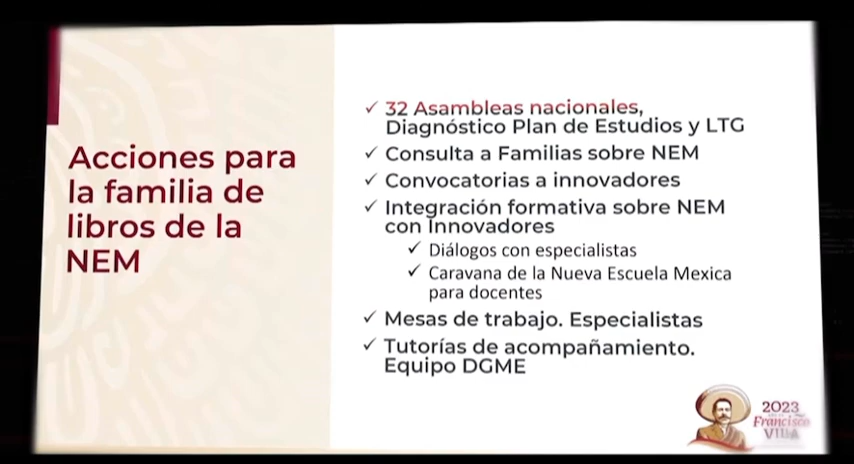 Acciones para
la familia de
libros de la
NEM
✓ 32 Asambleas nacionales,
Diagnóstico Plan de Estudios y LTG
✓ Consulta a Familias sobre NEM
✓ Convocatorias a innovadores
✓ Integración formativa sobre NEM
con Innovadores
✓ Diálogos con especialistas
✓ Caravana de la Nueva Escuela Mexica
para docentes
✓ Mesas de trabajo. Especialistas
✓ Tutorías de acompañamiento.
Equipo DGME
2023
Francisco
VILLA